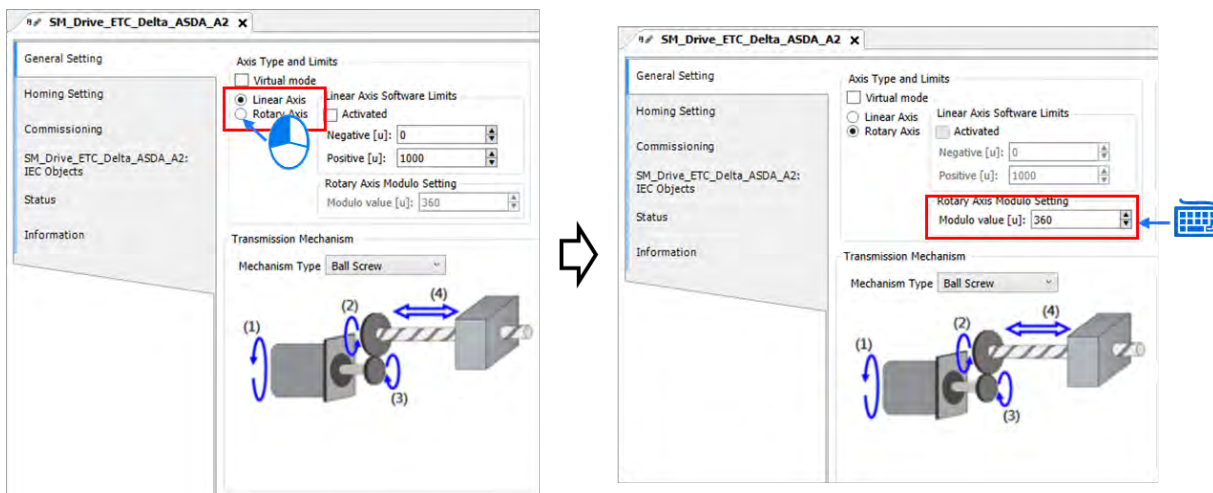 SM_Drive_ETC_Delta_ASDA_A2 x
General Setting
Homing Setting
Commissioning
SM_Drive_ETC_Delta_ASDA_A2:
IEC Objects
Status
Information
Axis Type and Limits
Virtual mode
Linear Axis
Rotary Axis
Linear Axis Software Limits
Activated
Negative [u]: 0
Positive [u]: 1000
Rotary Axis Modulo Setting
Modulo value [u]: 360
Transmission Mechanism
Mechanism Type Ball Screw
(1)
(2)
(4)
(3)
SM_Drive_ETC_Delta_ASDA_A2 x
General Setting
Homing Setting
Commissioning
SM_Drive_ETC_Delta_ASDA_A2:
IEC Objects
Status
Information
Axis Type and Limits
Virtual mode
Linear Axis
Rotary Axis
Linear Axis Software Limits
Activated
Negative [u]: 0
Positive [u]: 1000
Rotary Axis Modulo Setting
Modulo value [u]: 360
Transmission Mechanism
Mechanism Type Ball Screw
(1)
(2)
(4)
(3)